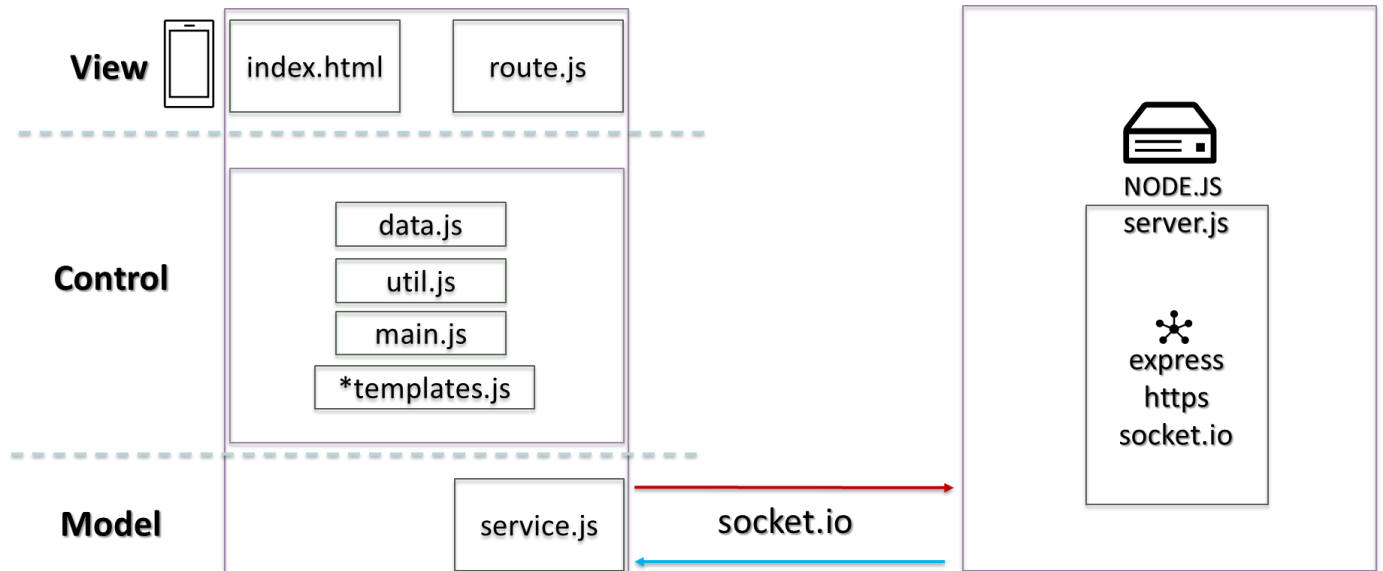 View
index.html
route.js
Control
data.js
util.js
main.js
*templates.js
Model
service.js
socket.io
NODE.JS
server.js
express
https
socket.io